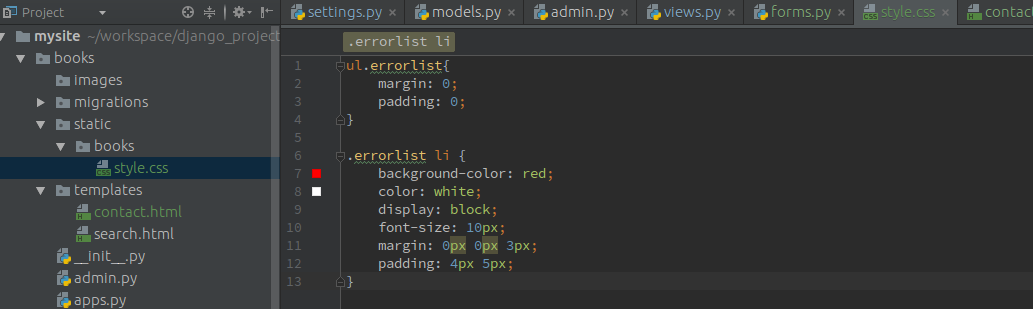 Project
settings.py models.py admin.py views.py forms.py style.css contact
mysite ~/workspace/django_project
.errorlist li
books
images
migrations
static
books
style.css
templates
contact.html
search.html
__init__.py
admin.py
apps.py
1 ul.errorlist{
2 margin: 0;
3 padding: 0;
4 }
5
6 .errorlist li {
7 background-color: red;
8 color: white;
9 display: block;
10 font-size: 10px;
11 margin: 0px 0px 3px;
12 padding: 4px 5px;
13 }